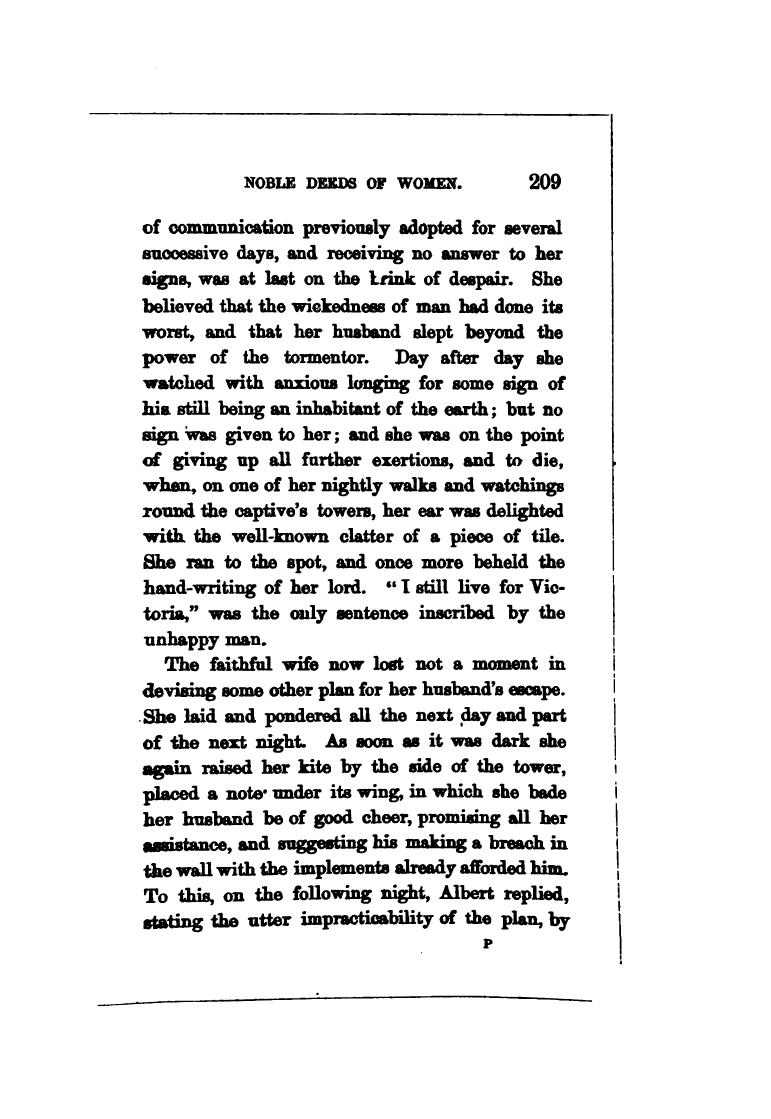 NOBLE DEEDS OF WOMEN. 209
of communication previously adopted for several
successive days, and receiving no answer to her
signs, was at last on the brink of despair. She
believed that the wickedness of man had done its
worst, and that her husband slept beyond the
power of the tormentor. Day after day she
watched with anxious longing for some sign of
his still being an inhabitant of the earth; but no
sign was given to her; and she was on the point
of giving up all further exertions, and to die,
when, on one of her nightly walks and watchings
round the captive's towers, her ear was delighted
with the well-known clatter of a piece of tile.
She ran to the spot, and once more beheld the
hand-writing of her lord. "I still live for Vic-
toria," was the only sentence inscribed by the
unhappy man.
The faithful wife now lost not a moment in
devising some other plan for her husband's escape.
She laid and pondered all the next day and part
of the next night. As soon as it was dark she
again raised her kite by the side of the tower,
placed a note under its wing, in which she bade
her husband be of good cheer, promising all her
assistance, and suggesting his making a breach in
the wall with the implements already afforded him.
To this, on the following night, Albert replied,
stating the utter impracticability of the plan, by
P